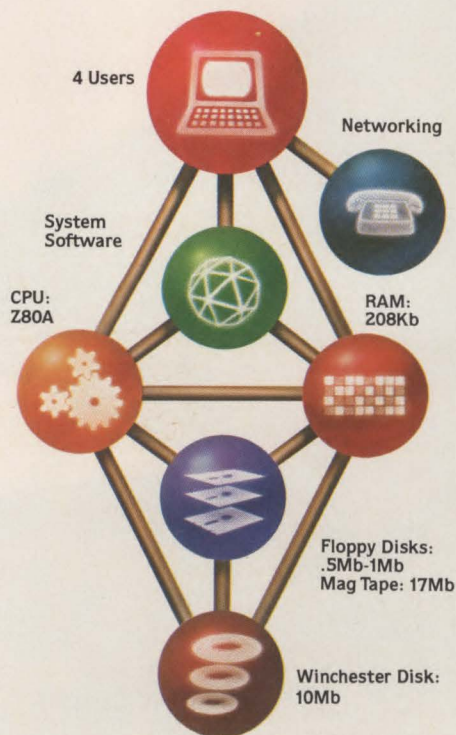 4 Users
Networking
System
Software
CPU:
Z80A
RAM:
208Kb
Floppy Disks:
.5Mb-1Mb
Mag Tape: 17Mb
Winchester Disk:
10Mb